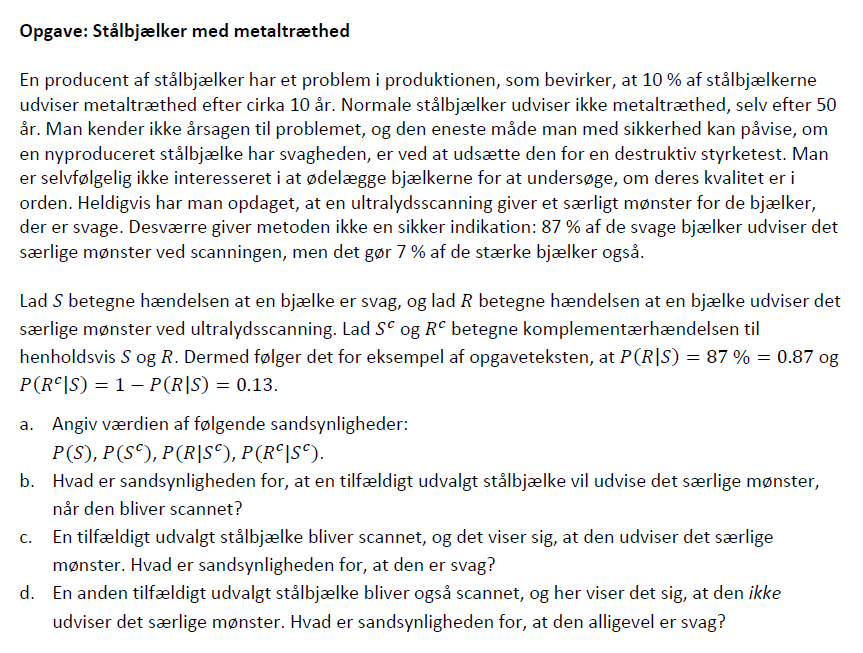 Opgave: Stålbjælker med metaltræthed
En producent af stålbjælker har et problem i produktionen, som bevirker, at 10 % af stålbjælkerne
udviser metaltræthed efter cirka 10 år. Normale stålbjælker udviser ikke metaltræthed, selv efter 50
år. Man kender ikke årsagen til problemet, og den eneste måde man med sikkerhed kan påvise, om
en nyproduceret stålbjælke har svagheden, er ved at udsætte den for en destruktiv styrketest. Man
er selvfølgelig ikke interesseret i at ødelægge bjælkerne for at undersøge, om deres kvalitet er i
orden. Heldigvis har man opdaget, at en ultralydsscanning giver et særligt mønster for de bjælker,
der er svage. Desværre giver metoden ikke en sikker indikation: 87 % af de svage bjælker udviser det
særlige mønster ved scanningen, men det gør 7 % af de stærke bjælker også.
Lad S betegne hændelsen at en bjælke er svag, og lad R betegne hændelsen at en bjælke udviser det
særlige mønster ved ultralydsscanning. Lad Sᶜ og Rᶜ betegne komplementærhændelsen til
henholdsvis S og R. Dermed følger det for eksempel af opgaveteksten, at P(R|S) = 87 % = 0.87 og
P(Rᶜ|S) = 1 − P(R|S) = 0.13.
a. Angiv værdien af følgende sandsynligheder:
P(S), P(Sᶜ), P(R|Sᶜ), P(Rᶜ|Sᶜ).
b. Hvad er sandsynligheden for, at en tilfældigt udvalgt stålbjælke vil udvise det særlige mønster,
når den bliver scannet?
c. En tilfældigt udvalgt stålbjælke bliver scannet, og det viser sig, at den udviser det særlige
mønster. Hvad er sandsynligheden for, at den er svag?
d. En anden tilfældigt udvalgt stålbjælke bliver også scannet, og her viser det sig, at den ikke
udviser det særlige mønster. Hvad er sandsynligheden for, at den alligevel er svag?